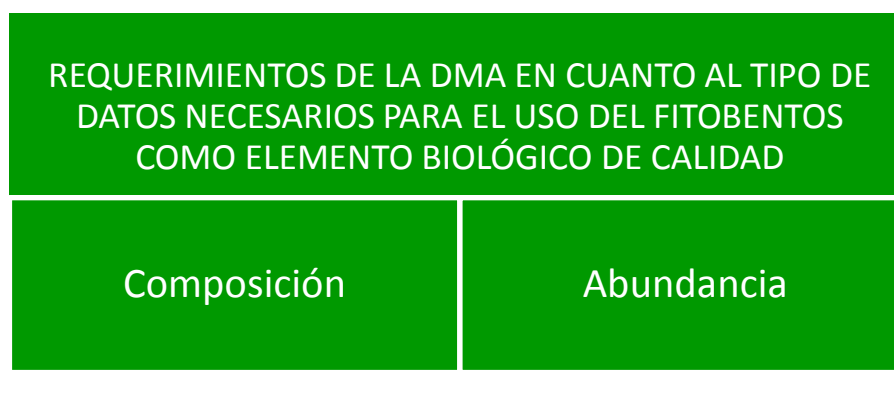 REQUERIMIENTOS DE LA DMA EN CUANTO AL TIPO DE
DATOS NECESARIOS PARA EL USO DEL FITOBENTOS
COMO ELEMENTO BIOLÓGICO DE CALIDAD
Composición
Abundancia